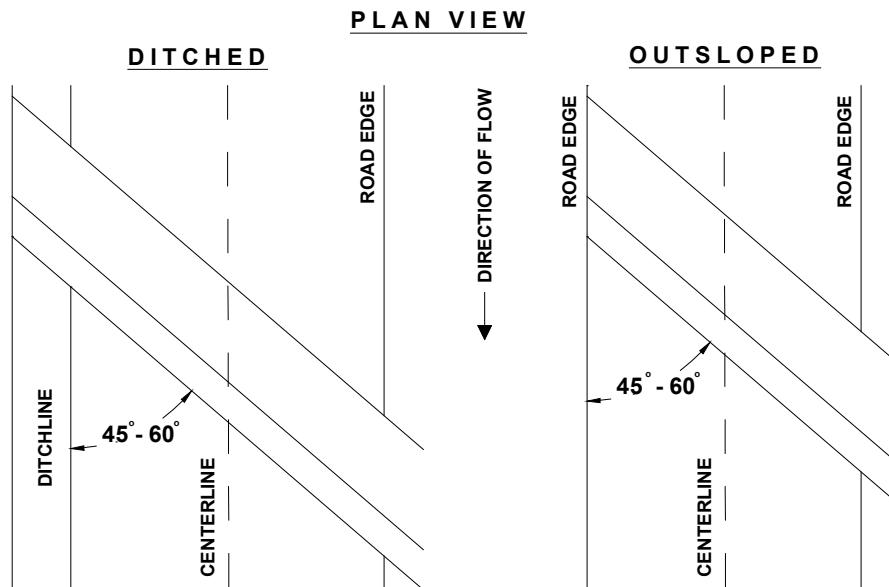 PLAN VIEW
DITCHED
OUTSLOPED
ROAD EDGE
DIRECTION OF FLOW
ROAD EDGE
ROAD EDGE
45° - 60°
45° - 60°
DITCHLINE
CENTERLINE
CENTERLINE